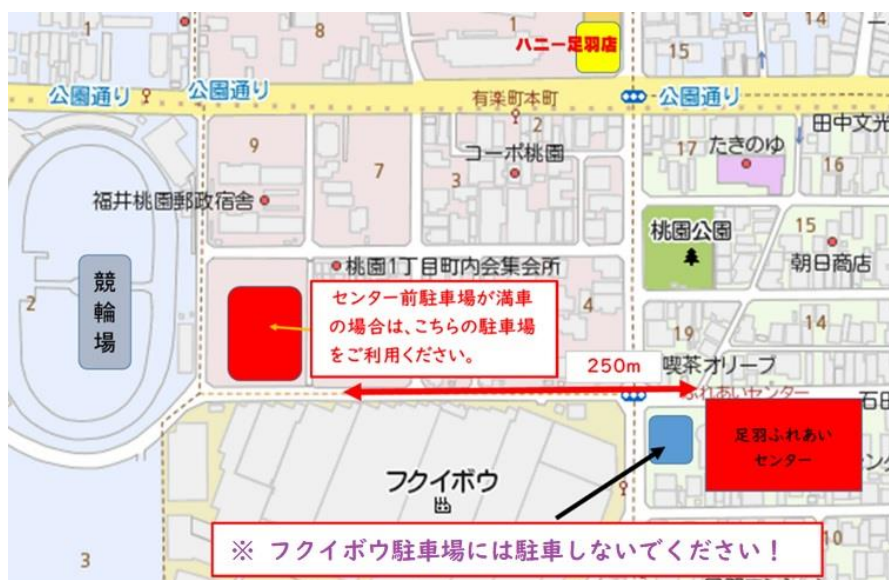 1
8
1
ハニー足羽店
15
14
公園通り
公園通り
有楽町本町
公園通り
田中文光
9
7
2
コーポ桃園
3
17
たきのゆ
16
福井桃園郵政宿舎
桃園公園
15
朝日商店
桃園1丁目町内会集会所
競輪場
2
センター前駐車場が満車
の場合は、こちらの駐車場
をご利用ください。
4
19
14
250m
喫茶オリーブ
ふれあいセンター
石田
足羽ふれあい
センター
フクイボウ
※ フクイボウ駐車場には駐車しないでください！
10
3